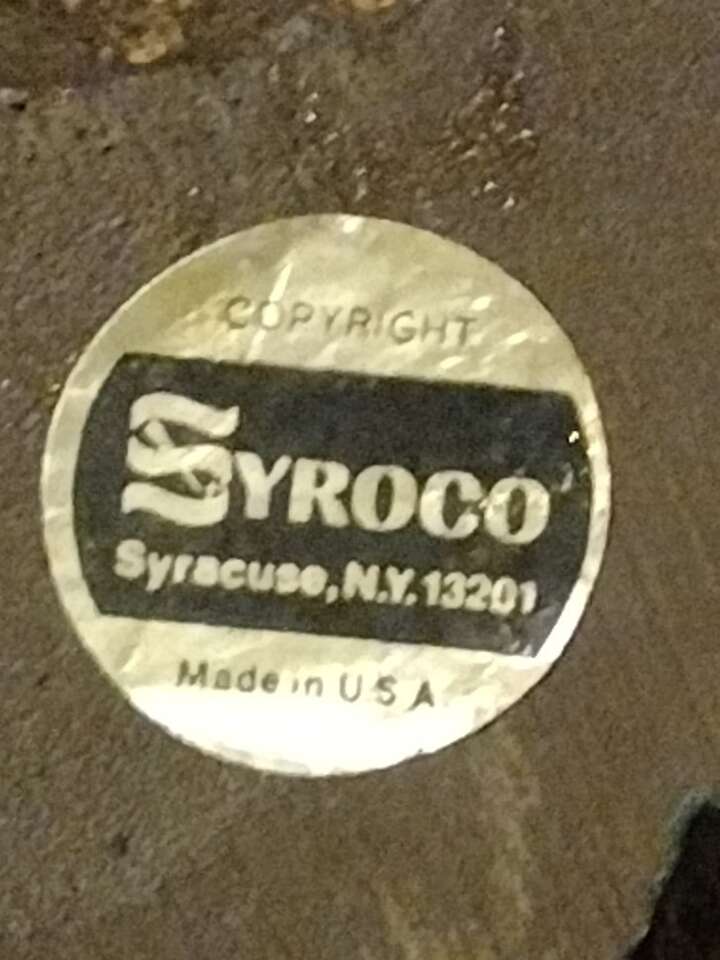 COPYRIGHT
SYROCO
Syracuse, N.Y. 13201
Made in U S A